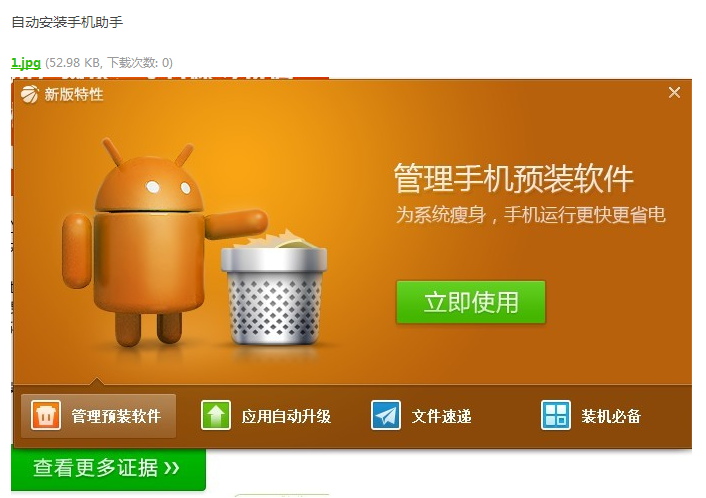 自动安装手机助手
1.jpg (52.98 KB, 下载次数: 0)
新版特性
管理手机预装软件
为系统瘦身，手机运行更快更省电
立即使用
管理预装软件 应用自动升级 文件速递 装机必备
查看更多证据 »